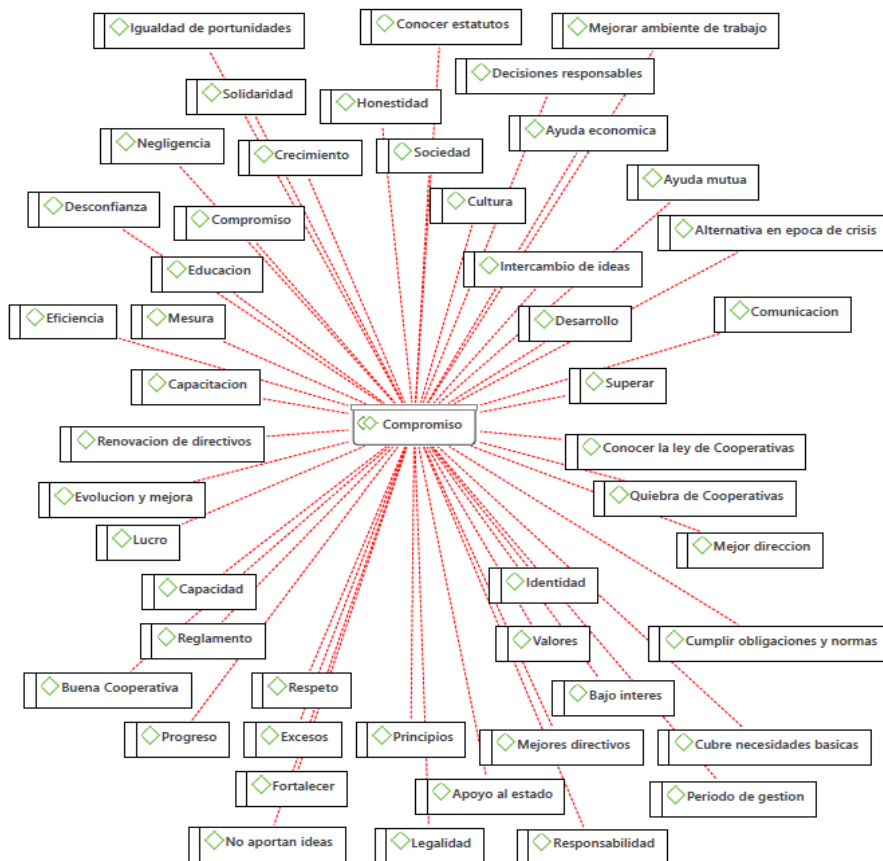 Igualdad de portunidades
Conocer estatutos
Mejorar ambiente de trabajo
Decisiones responsables
Solidaridad
Honestidad
Ayuda economica
Negligencia
Crecimiento
Sociedad
Ayuda mutua
Cultura
Desconfianza
Compromiso
Alternativa en epoca de crisis
Educacion
Intercambio de ideas
Comunicacion
Eficiencia
Mesura
Desarrollo
Capacitacion
Superar
Compromiso
Renovacion de directivos
Conocer la ley de Cooperativas
Evolucion y mejora
Quiebra de Cooperativas
Lucro
Mejor direccion
Capacidad
Identidad
Reglamento
Valores
Cumplir obligaciones y normas
Buena Cooperativa
Respeto
Bajo interes
Progreso
Excesos
Principios
Mejores directivos
Cubre necesidades basicas
Fortalecer
Apoyo al estado
Periodo de gestion
No aportan ideas
Legalidad
Responsabilidad